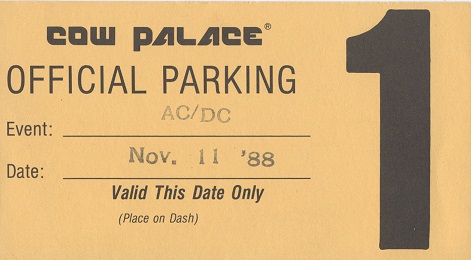 COW PALACE®
OFFICIAL PARKING
Event: AC/DC
Date: Nov. 11 '88
Valid This Date Only
(Place on Dash)
1